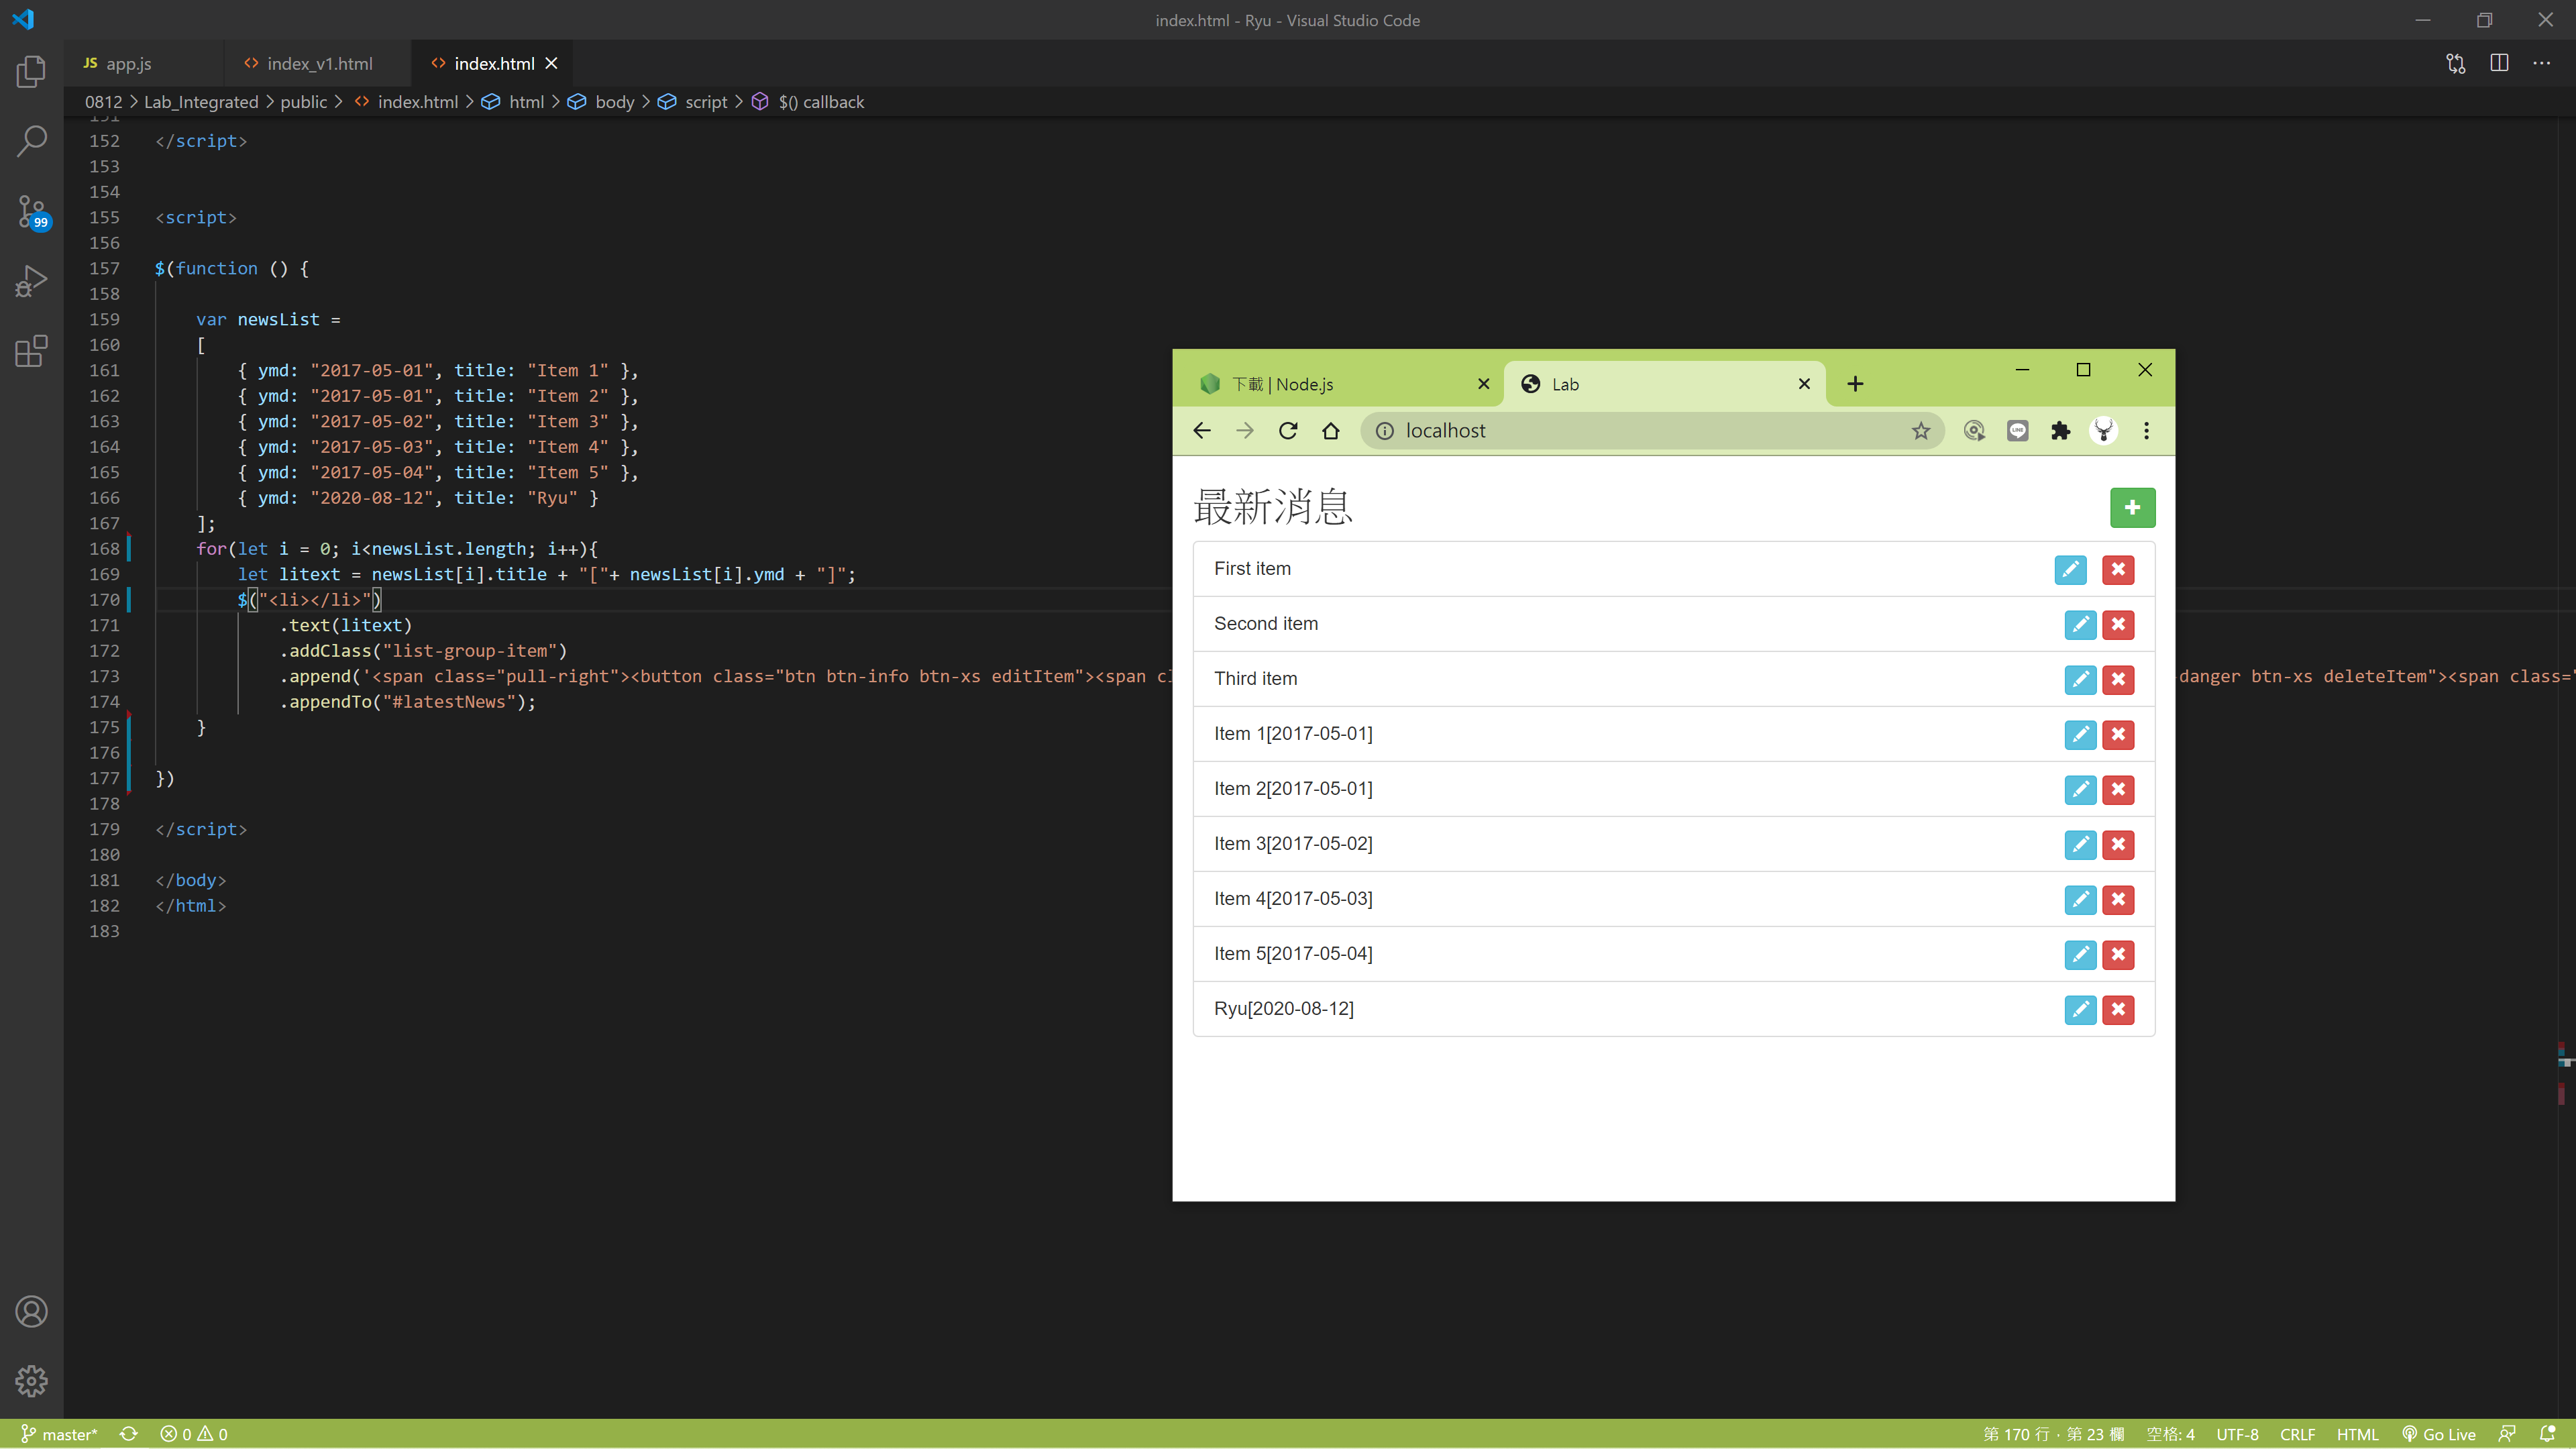 index.html - Ryu - Visual Studio Code
JS app.js
<> index_v1.html
<> index.html
0812 > Lab_Integrated > public > <> index.html > html > body > script > $() callback
99
151
152 </script>
153
154
155 <script>
156
157 $(function () {
158
159 var newsList =
160 [
161 { ymd: "2017-05-01", title: "Item 1" },
162 { ymd: "2017-05-01", title: "Item 2" },
163 { ymd: "2017-05-02", title: "Item 3" },
164 { ymd: "2017-05-03", title: "Item 4" },
165 { ymd: "2017-05-04", title: "Item 5" },
166 { ymd: "2020-08-12", title: "Ryu" }
167 ];
168 for(let i = 0; i<newsList.length; i++){
169 let litext = newsList[i].title + "["+ newsList[i].ymd + "]";
170 $("<li></li>")
171 .text(litext)
172 .addClass("list-group-item")
173 .append('<span class="pull-right"><button class="btn btn-info btn-xs editItem"><span cl
-danger btn-xs deleteItem"><span class="
174 .appendTo("#latestNews");
175 }
176
177 })
178
179 </script>
180
181 </body>
182 </html>
183
下載 | Node.js
Lab
localhost
LINE
最新消息
First item
Second item
Third item
Item 1[2017-05-01]
Item 2[2017-05-01]
Item 3[2017-05-02]
Item 4[2017-05-03]
Item 5[2017-05-04]
Ryu[2020-08-12]
master* 0 0
第 170 行，第 23 欄 空格: 4 UTF-8 CRLF HTML Go Live